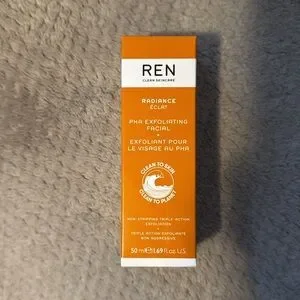 REN
CLEAN SKINCARE
RADIANCE
ÉCLAT
PHA EXFOLIATING
FACIAL
•
EXFOLIANT POUR
LE VISAGE AU PHA
CLEAN TO SKIN
CLEAN TO PLANET
NON STRIPPING TRIPLE ACTION
EXFOLIATION
•
TRIPLE ACTION EXFOLIANTE
NON AGGRESSIVE
50 ml ℮ 1.69 fl.oz. US